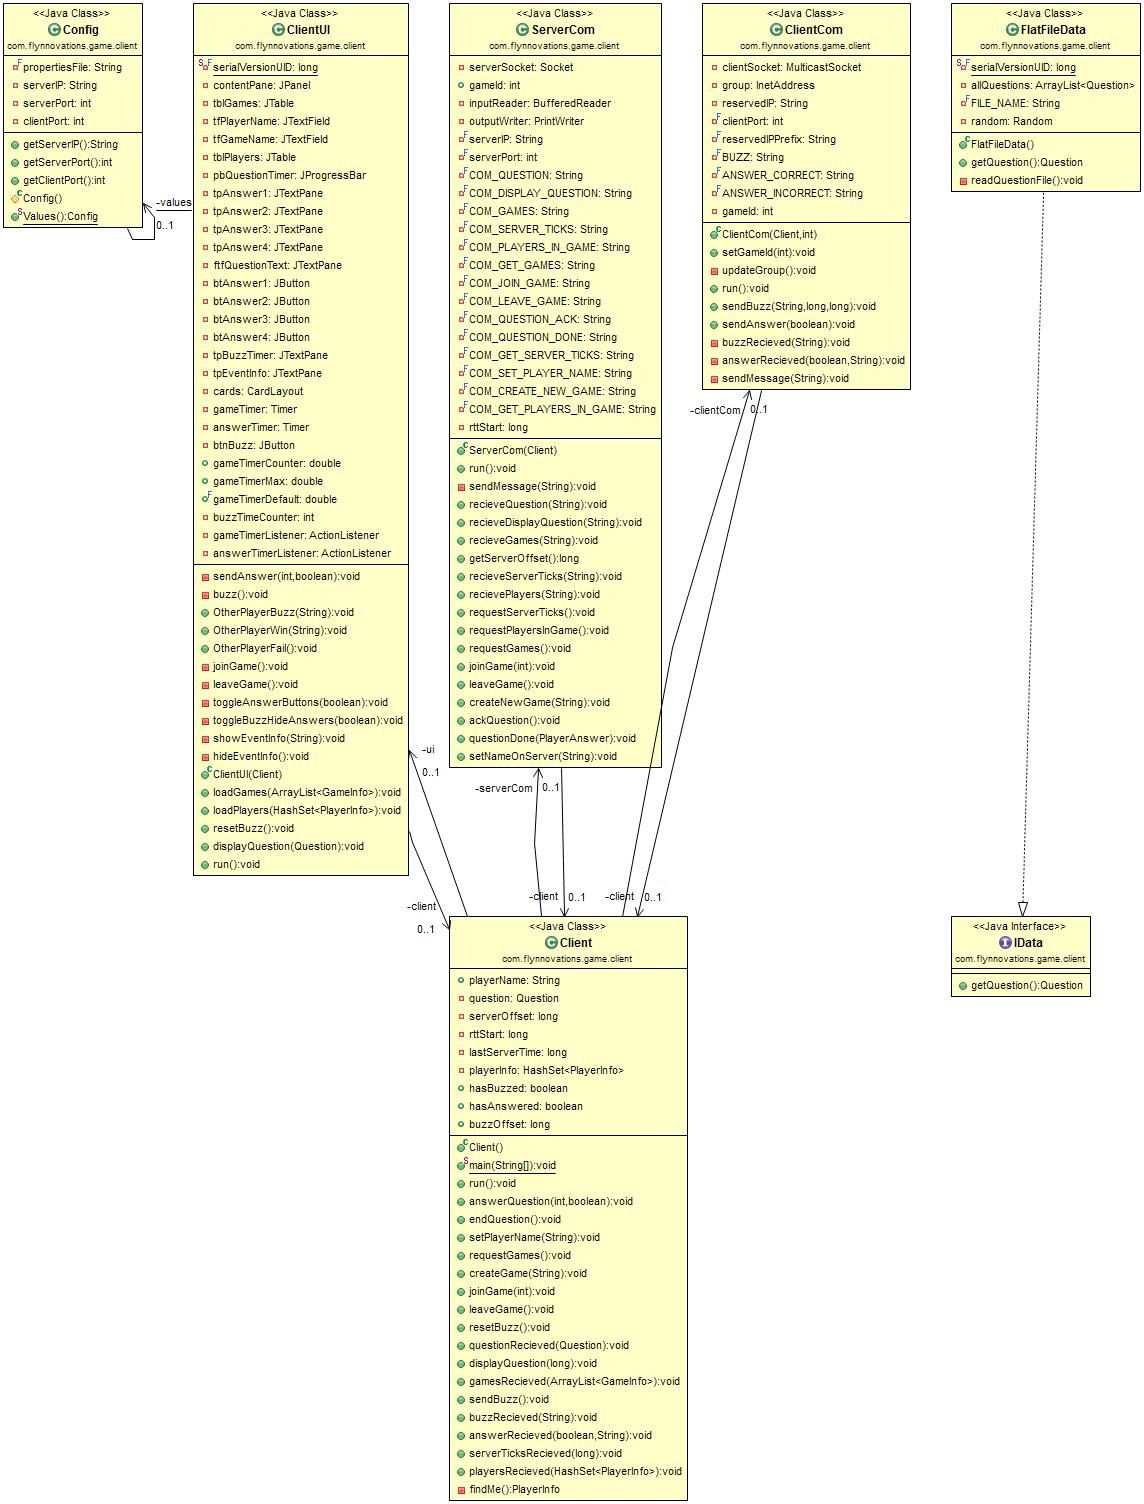 <<Java Class>>
Config
com.flynnovations.game.client
propertiesFile: String
serverIP: String
serverPort: int
clientPort: int
getServerIP():String
getServerPort():int
getClientPort():int
Config()
Values():Config
-values
0..1
<<Java Class>>
ClientUI
com.flynnovations.game.client
serialVersionUID: long
contentPane: JPanel
tblGames: JTable
tfPlayerName: JTextField
tfGameName: JTextField
tblPlayers: JTable
pbQuestionTimer: JProgressBar
tpAnswer1: JTextPane
tpAnswer2: JTextPane
tpAnswer3: JTextPane
tpAnswer4: JTextPane
ftfQuestionText: JTextPane
btAnswer1: JButton
btAnswer2: JButton
btAnswer3: JButton
btAnswer4: JButton
tpBuzzTimer: JTextPane
tpEventInfo: JTextPane
cards: CardLayout
gameTimer: Timer
answerTimer: Timer
btnBuzz: JButton
gameTimerCounter: double
gameTimerMax: double
gameTimerDefault: double
buzzTimeCounter: int
gameTimerListener: ActionListener
answerTimerListener: ActionListener
sendAnswer(int,boolean):void
buzz():void
OtherPlayerBuzz(String):void
OtherPlayerWin(String):void
OtherPlayerFail():void
joinGame():void
leaveGame():void
toggleAnswerButtons(boolean):void
toggleBuzzHideAnswers(boolean):void
showEventInfo(String):void
hideEventInfo():void
ClientUI(Client)
loadGames(ArrayList<GameInfo>):void
loadPlayers(HashSet<PlayerInfo>):void
resetBuzz():void
displayQuestion(Question):void
run():void
<<Java Class>>
ServerCom
com.flynnovations.game.client
serverSocket: Socket
gameId: int
inputReader: BufferedReader
outputWriter: PrintWriter
serverIP: String
serverPort: int
COM_QUESTION: String
COM_DISPLAY_QUESTION: String
COM_GAMES: String
COM_SERVER_TICKS: String
COM_PLAYERS_IN_GAME: String
COM_GET_GAMES: String
COM_JOIN_GAME: String
COM_LEAVE_GAME: String
COM_QUESTION_ACK: String
COM_QUESTION_DONE: String
COM_GET_SERVER_TICKS: String
COM_SET_PLAYER_NAME: String
COM_CREATE_NEW_GAME: String
COM_GET_PLAYERS_IN_GAME: String
rttStart: long
ServerCom(Client)
run():void
sendMessage(String):void
recieveQuestion(String):void
recieveDisplayQuestion(String):void
recieveGames(String):void
getServerOffset():long
recieveServerTicks(String):void
recievePlayers(String):void
requestServerTicks():void
requestPlayersInGame():void
requestGames():void
joinGame(int):void
leaveGame():void
createNewGame(String):void
ackQuestion():void
questionDone(PlayerAnswer):void
setNameOnServer(String):void
<<Java Class>>
ClientCom
com.flynnovations.game.client
clientSocket: MulticastSocket
group: InetAddress
reservedIP: String
clientPort: int
reservedIPPrefix: String
BUZZ: String
ANSWER_CORRECT: String
ANSWER_INCORRECT: String
gameId: int
ClientCom(Client,int)
setGameId(int):void
updateGroup():void
run():void
sendBuzz(String,long,long):void
sendAnswer(boolean):void
buzzRecieved(String):void
answerRecieved(boolean,String):void
sendMessage(String):void
<<Java Class>>
FlatFileData
com.flynnovations.game.client
serialVersionUID: long
allQuestions: ArrayList<Question>
FILE_NAME: String
random: Random
FlatFileData()
getQuestion():Question
readQuestionFile():void
-clientCom
0..1
-ui
0..1
-serverCom
0..1
-client
0..1
-client
0..1
-client
0..1
<<Java Class>>
Client
com.flynnovations.game.client
playerName: String
question: Question
serverOffset: long
rttStart: long
lastServerTime: long
playerInfo: HashSet<PlayerInfo>
hasBuzzed: boolean
hasAnswered: boolean
buzzOffset: long
Client()
main(String[]):void
run():void
answerQuestion(int,boolean):void
endQuestion():void
setPlayerName(String):void
requestGames():void
createGame(String):void
joinGame(int):void
leaveGame():void
resetBuzz():void
questionRecieved(Question):void
displayQuestion(long):void
gamesRecieved(ArrayList<GameInfo>):void
sendBuzz():void
buzzRecieved(String):void
answerRecieved(boolean,String):void
serverTicksRecieved(long):void
playersRecieved(HashSet<PlayerInfo>):void
findMe():PlayerInfo
<<Java Interface>>
IData
com.flynnovations.game.client
getQuestion():Question